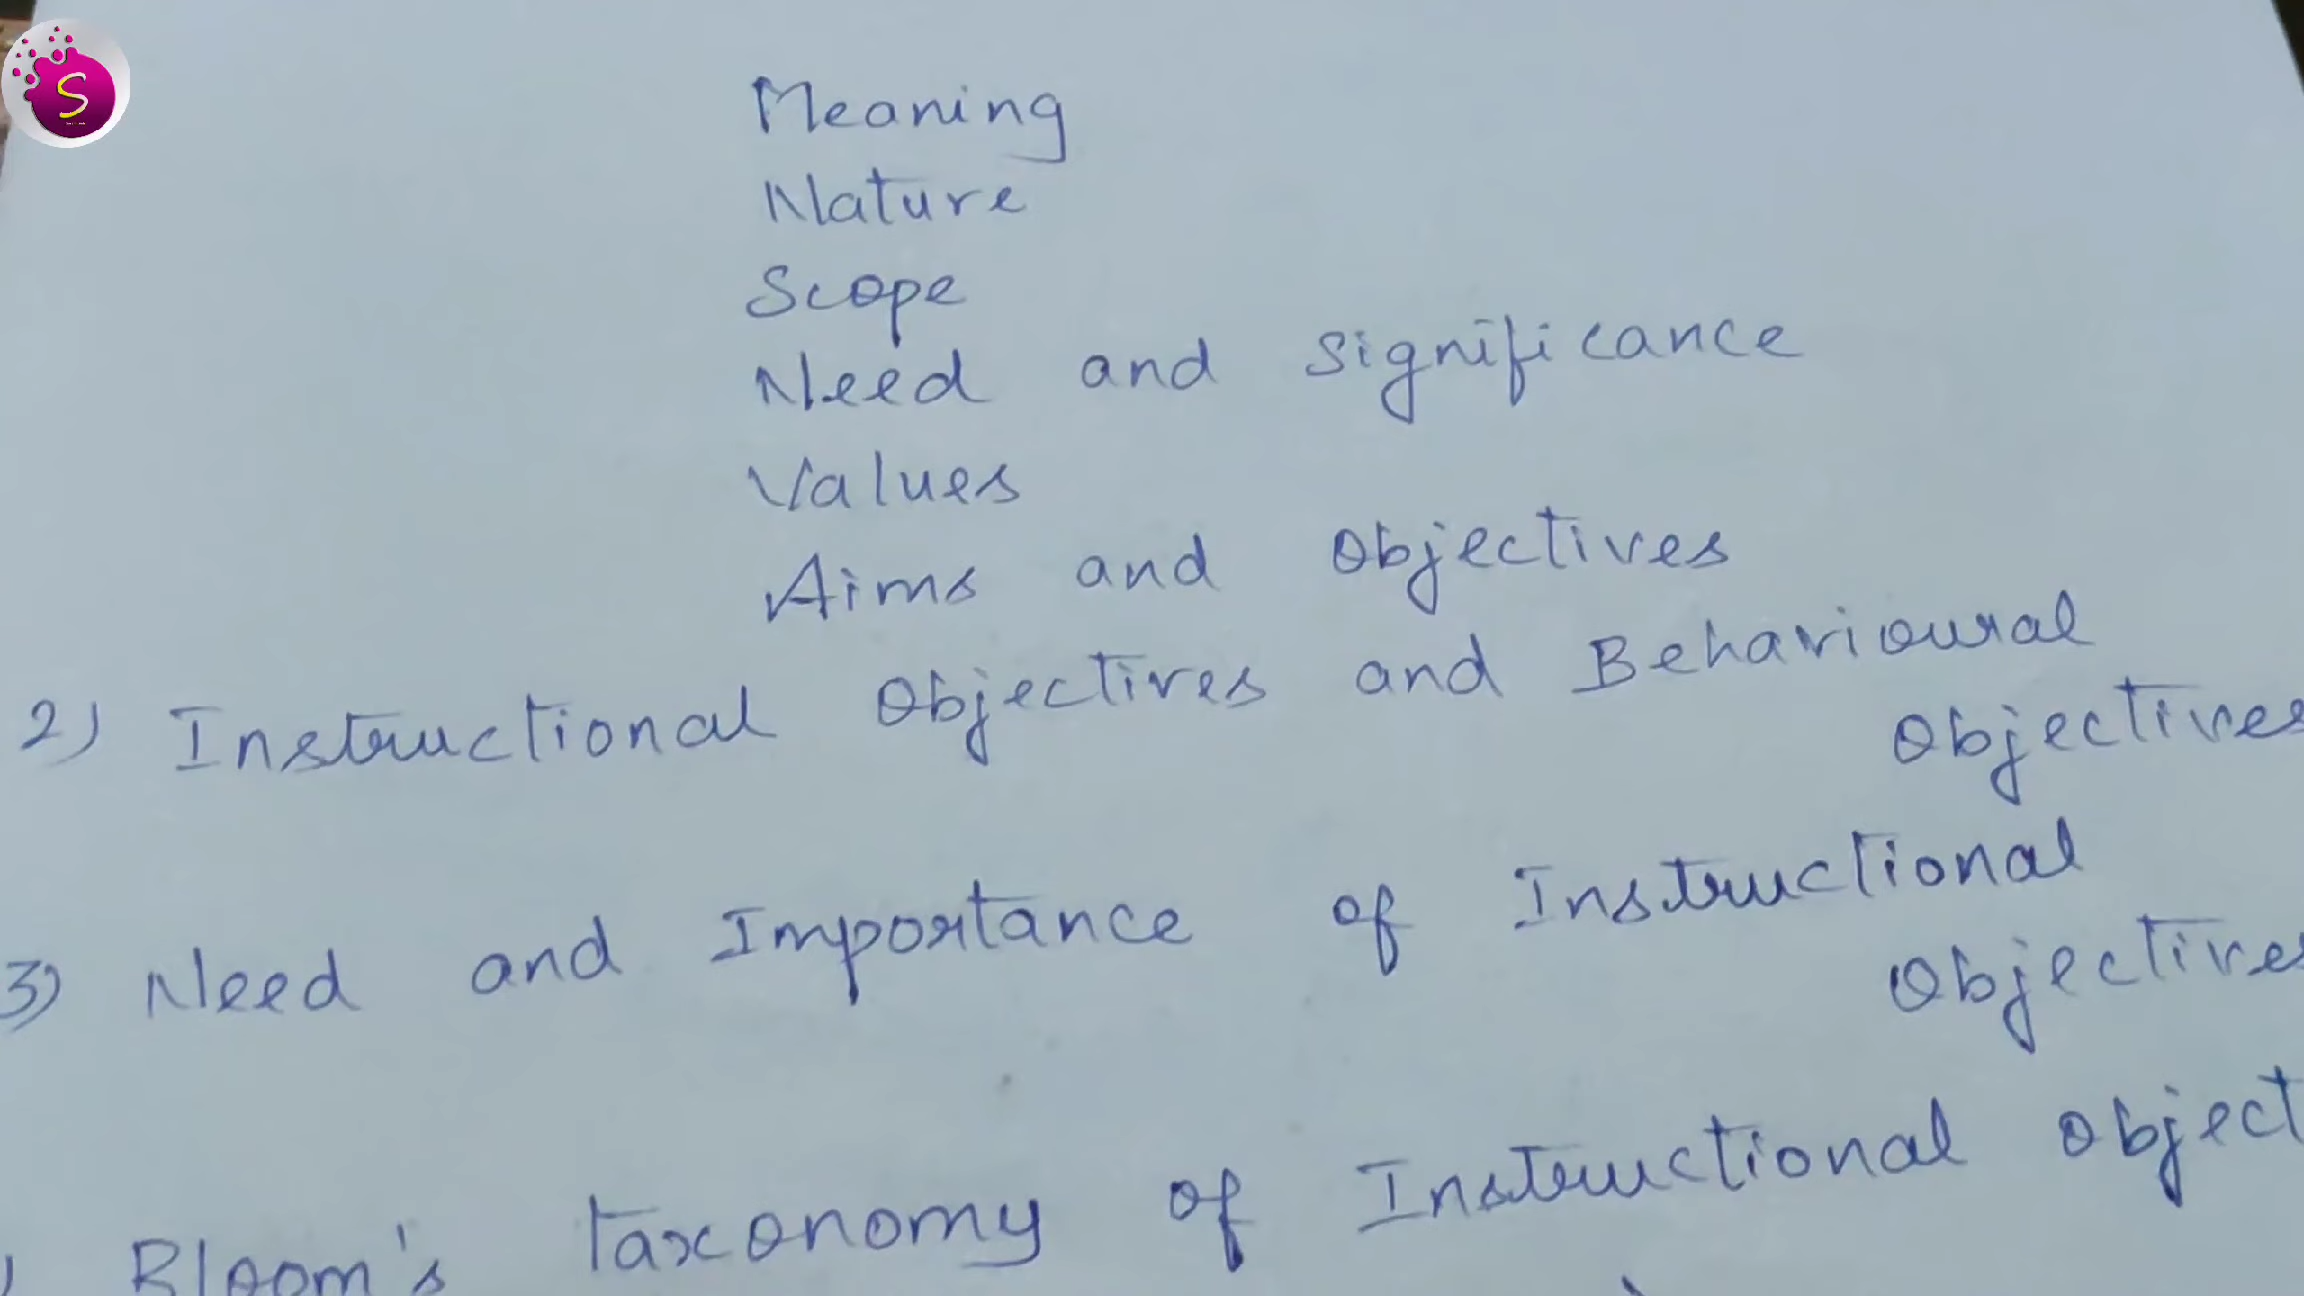 S
Meaning
Nature
Scope
Need and significance
Values
Aims and Objectives
2) Instructional Objectives and Behavioural
Objectives
3) Need and Importance of Instructional
Objectives
Bloom's taxonomy of Instructional Object